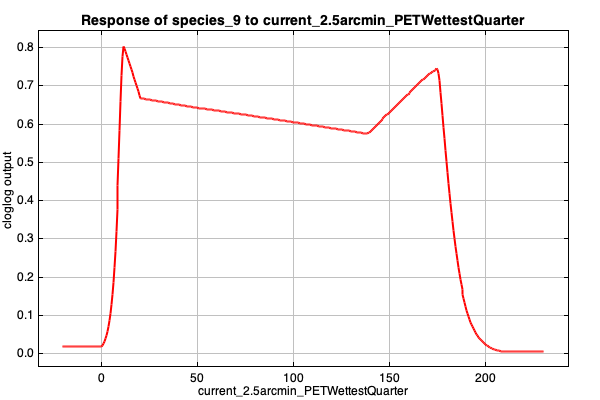 Response of species_9 to current_2.5arcmin_PETWettestQuarter
0.8
0.7
0.6
0.5
0.4
0.3
0.2
0.1
0.0
cloglog output
0 50 100 150 200
current_2.5arcmin_PETWettestQuarter